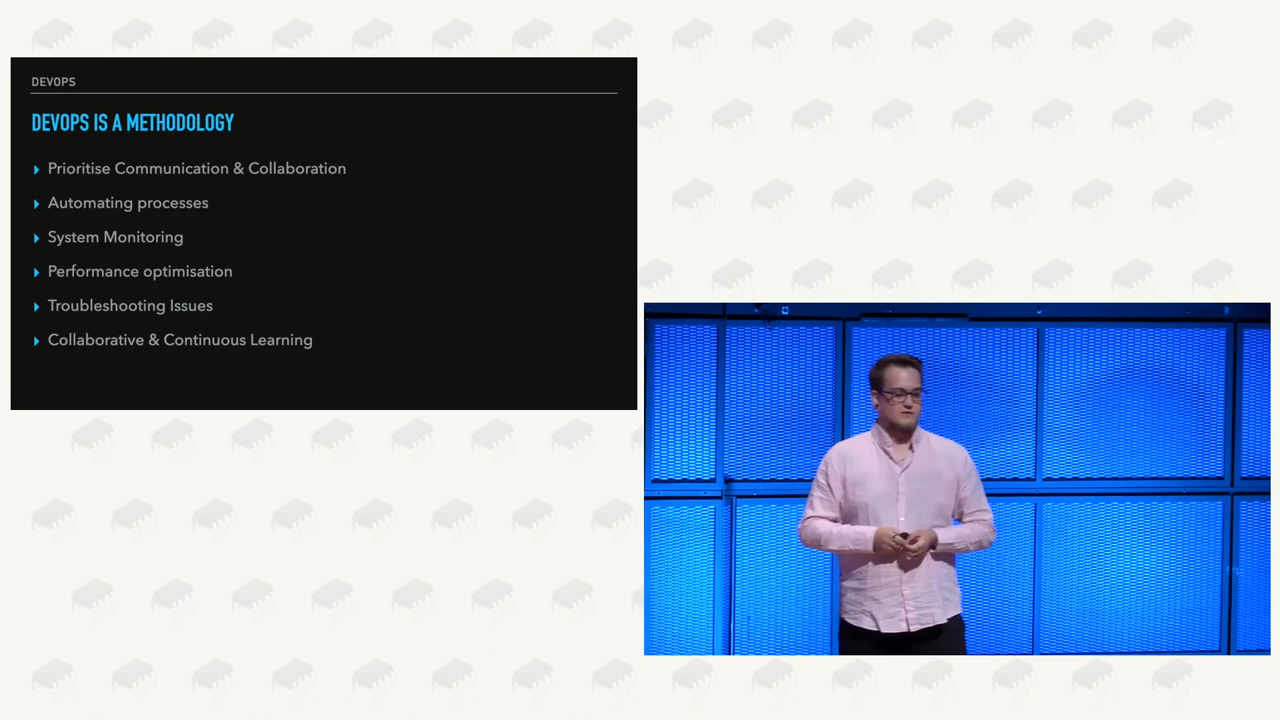 DEVOPS
DEVOPS IS A METHODOLOGY
Prioritise Communication & Collaboration
Automating processes
System Monitoring
Performance optimisation
Troubleshooting Issues
Collaborative & Continuous Learning